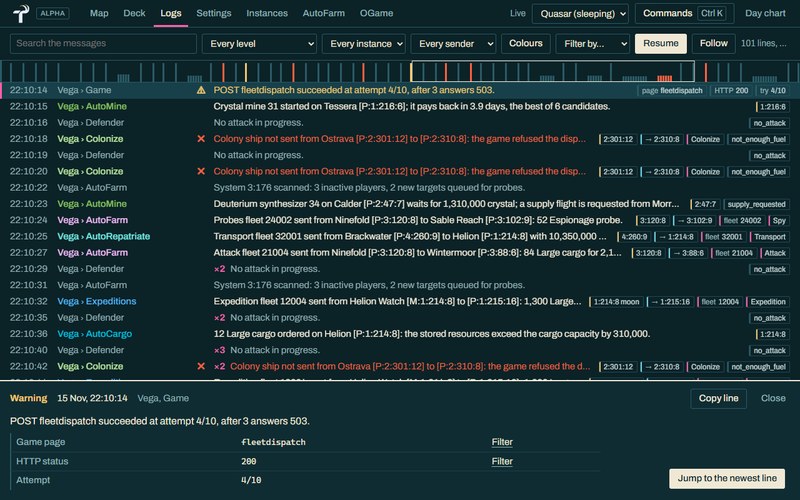 ALPHA Map Deck Logs Settings Instances AutoFarm OGame Live Quasar (sleeping) Commands Ctrl K Day chart
Search the messages Every level Every instance Every sender Colours Filter by... Resume Follow 101 lines, ...
22:10:14 Vega › Game POST fleetdispatch succeeded at attempt 4/10, after 3 answers 503. page fleetdispatch HTTP 200 try 4/10
22:10:15 Vega › AutoMine Crystal mine 31 started on Tessera [P:1:216:6]; it pays back in 3.9 days, the best of 6 candidates. 1:216:6
22:10:16 Vega › Defender No attack in progress. no_attack
22:10:18 Vega › Colonize Colony ship not sent from Ostrava [P:2:301:12] to [P:2:310:8]: the game refused the disp... 2:301:12 → 2:310:8 Colonize not_enough_fuel
22:10:19 Vega › Defender No attack in progress. no_attack
22:10:20 Vega › Colonize Colony ship not sent from Ostrava [P:2:301:12] to [P:2:310:8]: the game refused the disp... 2:301:12 → 2:310:8 Colonize not_enough_fuel
22:10:22 Vega › AutoFarm System 3:176 scanned: 3 inactive players, 2 new targets queued for probes.
22:10:23 Vega › AutoMine Deuterium synthesizer 34 on Calder [P:2:47:7] waits for 1,310,000 crystal; a supply flight is requested from Morr... 2:47:7 supply_requested
22:10:24 Vega › AutoFarm Probes fleet 24002 sent from Ninefold [P:3:120:8] to Sable Reach [P:3:102:9]: 52 Espionage probe. 3:120:8 → 3:102:9 fleet 24002 Spy
22:10:25 Vega › AutoRepatriate Transport fleet 32001 sent from Brackwater [P:4:260:9] to Helion [P:1:214:8] with 10,350,000 ... 4:260:9 → 1:214:8 fleet 32001 Transport
22:10:27 Vega › AutoFarm Attack fleet 21004 sent from Ninefold [P:3:120:8] to Wintermoor [P:3:88:6]: 84 Large cargo for 2,1... 3:120:8 → 3:88:6 fleet 21004 Attack
22:10:29 Vega › Defender ×2 No attack in progress. no_attack
22:10:31 Vega › AutoFarm System 3:176 scanned: 3 inactive players, 2 new targets queued for probes.
22:10:32 Vega › Expeditions Expedition fleet 12004 sent from Helion Watch [M:1:214:8] to [P:1:215:16]: 1,300 Large... 1:214:8 moon → 1:215:16 fleet 12004 Expedition
22:10:35 Vega › Defender ×2 No attack in progress. no_attack
22:10:36 Vega › AutoCargo 12 Large cargo ordered on Helion [P:1:214:8]: the stored resources exceed the cargo capacity by 310,000. 1:214:8
22:10:40 Vega › Defender ×3 No attack in progress. no_attack
22:10:42 Vega › Colonize ×2 Colony ship not sent from Ostrava [P:2:301:12] to [P:2:310:8]: the game refused the d... 2:301:12 → 2:310:8 Colonize not_enough_fuel
Warning 15 Nov, 22:10:14 Vega, Game Copy line Close
POST fleetdispatch succeeded at attempt 4/10, after 3 answers 503.
Game page fleetdispatch Filter
HTTP status 200 Filter
Attempt 4/10
Jump to the newest line